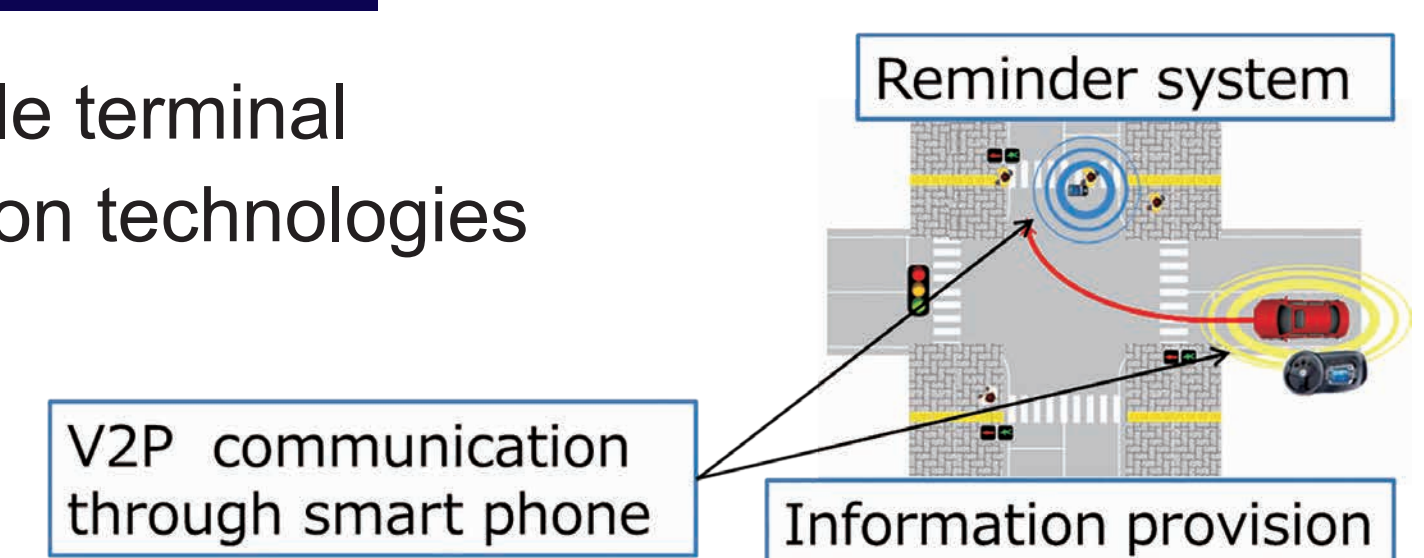 le terminal
on technologies
Reminder system
V2P communication
through smart phone
Information provision